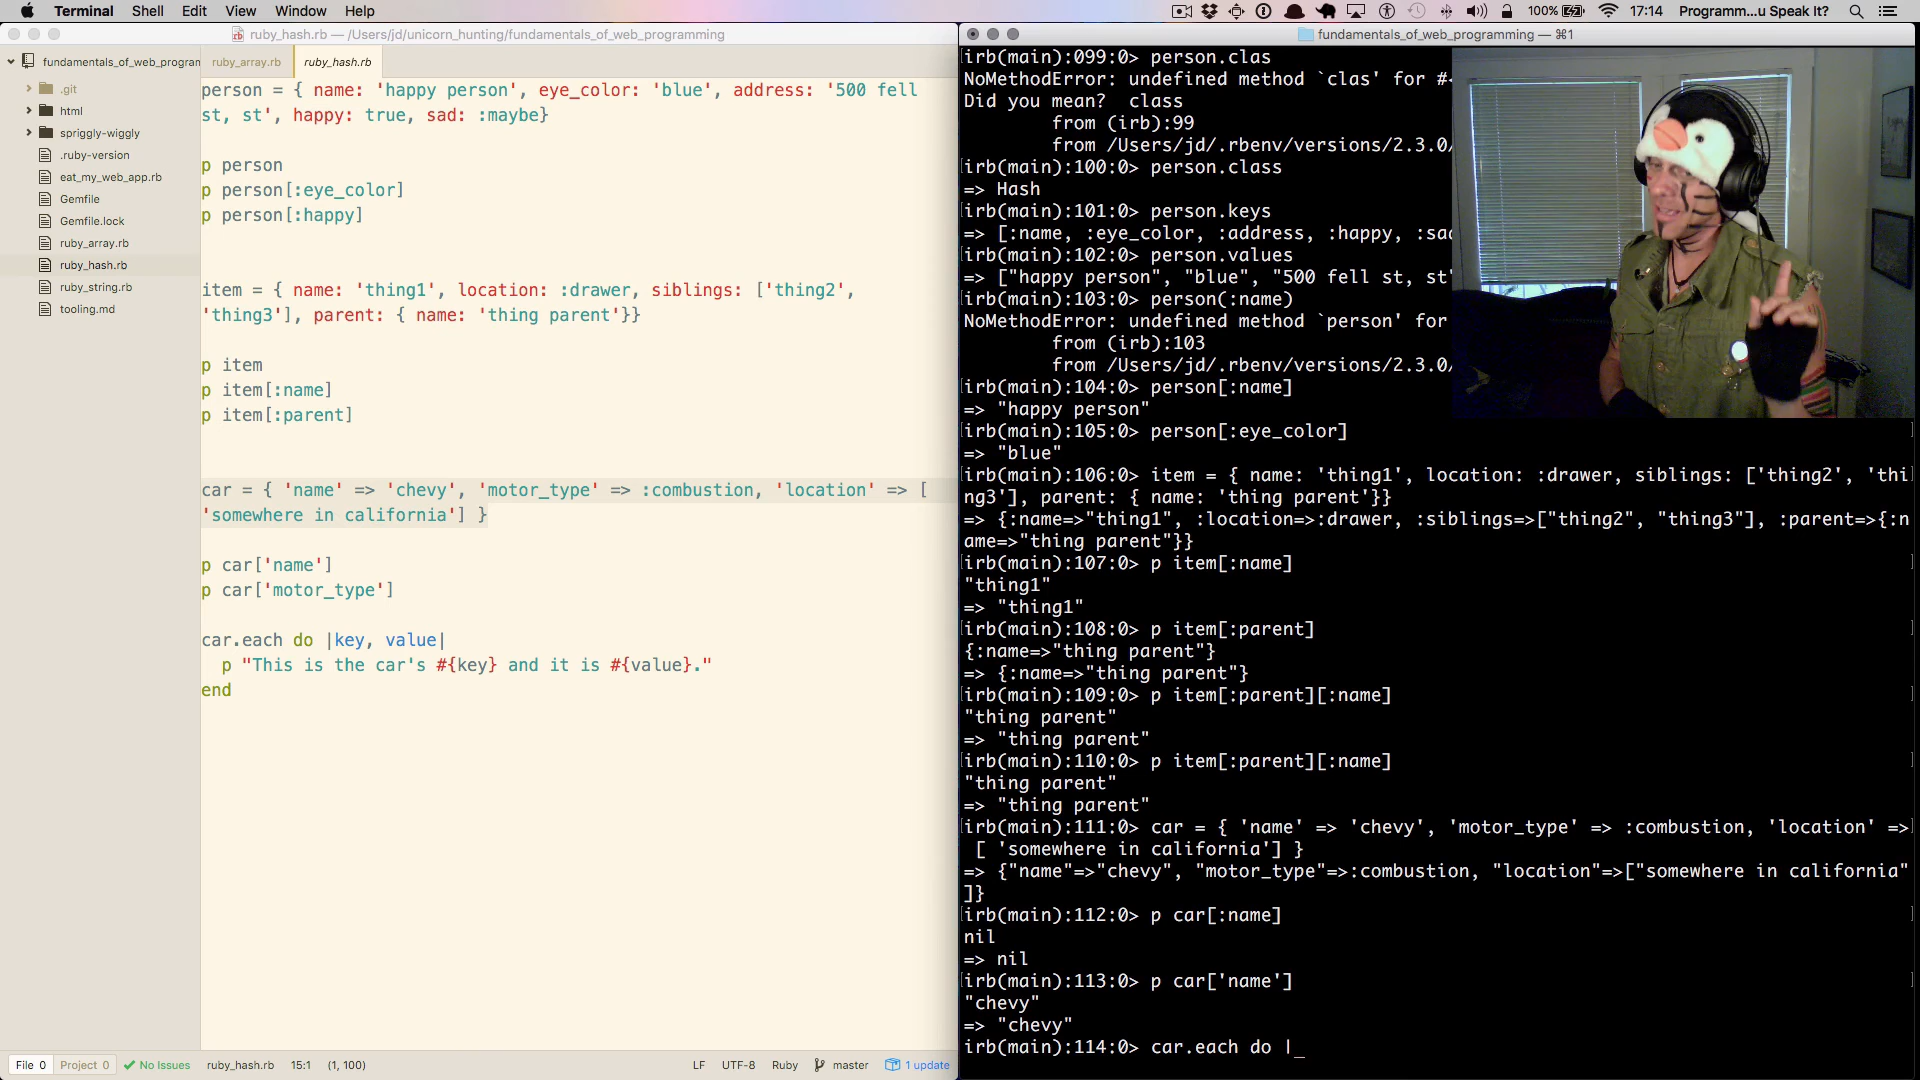 Terminal Shell Edit View Window Help
100% 17:14 Programm...u Speak It?
ruby_hash.rb — /Users/jd/unicorn_hunting/fundamentals_of_web_programming
fundamentals_of_web_program
.git
html
spriggly-wiggly
.ruby-version
eat_my_web_app.rb
Gemfile
Gemfile.lock
ruby_array.rb
ruby_hash.rb
ruby_string.rb
tooling.md
ruby_array.rb ruby_hash.rb
person = { name: 'happy person', eye_color: 'blue', address: '500 fell
st, st', happy: true, sad: :maybe}
p person
p person[:eye_color]
p person[:happy]
item = { name: 'thing1', location: :drawer, siblings: ['thing2',
'thing3'], parent: { name: 'thing parent'}}
p item
p item[:name]
p item[:parent]
car = { 'name' => 'chevy', 'motor_type' => :combustion, 'location' => [
'somewhere in california'] }
p car['name']
p car['motor_type']
car.each do |key, value|
p "This is the car's #{key} and it is #{value}."
end
File 0 Project 0 No Issues ruby_hash.rb 15:1 (1, 100) LF UTF-8 Ruby master 1 update
fundamentals_of_web_programming — ⌘1
irb(main):099:0> person.clas
NoMethodError: undefined method `clas' for #<
Did you mean?  class
from (irb):99
from /Users/jd/.rbenv/versions/2.3.0/
irb(main):100:0> person.class
=> Hash
irb(main):101:0> person.keys
=> [:name, :eye_color, :address, :happy, :sad
irb(main):102:0> person.values
=> ["happy person", "blue", "500 fell st, st"
irb(main):103:0> person(:name)
NoMethodError: undefined method `person' for
from (irb):103
from /Users/jd/.rbenv/versions/2.3.0/
irb(main):104:0> person[:name]
=> "happy person"
irb(main):105:0> person[:eye_color]
=> "blue"
irb(main):106:0> item = { name: 'thing1', location: :drawer, siblings: ['thing2', 'thi
ng3'], parent: { name: 'thing parent'}}
=> {:name=>"thing1", :location=>:drawer, :siblings=>["thing2", "thing3"], :parent=>{:n
ame=>"thing parent"}}
irb(main):107:0> p item[:name]
"thing1"
=> "thing1"
irb(main):108:0> p item[:parent]
{:name=>"thing parent"}
=> {:name=>"thing parent"}
irb(main):109:0> p item[:parent][:name]
"thing parent"
=> "thing parent"
irb(main):110:0> p item[:parent][:name]
"thing parent"
=> "thing parent"
irb(main):111:0> car = { 'name' => 'chevy', 'motor_type' => :combustion, 'location' =>
[ 'somewhere in california'] }
=> {"name"=>"chevy", "motor_type"=>:combustion, "location"=>["somewhere in california"
]}
irb(main):112:0> p car[:name]
nil
=> nil
irb(main):113:0> p car['name']
"chevy"
=> "chevy"
irb(main):114:0> car.each do |_